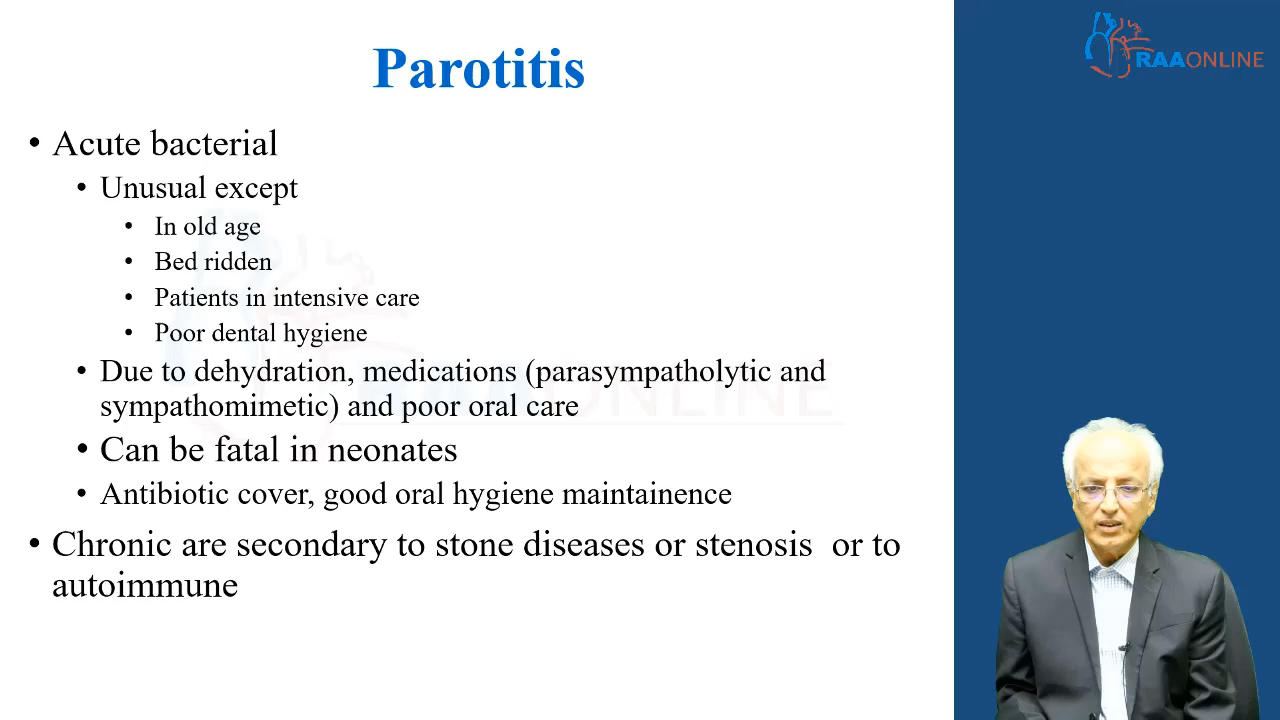 Parotitis
RAAONLINE
• Acute bacterial
• Unusual except
• In old age
• Bed ridden
• Patients in intensive care
• Poor dental hygiene
• Due to dehydration, medications (parasympatholytic and
sympathomimetic) and poor oral care
• Can be fatal in neonates
• Antibiotic cover, good oral hygiene maintainence
• Chronic are secondary to stone diseases or stenosis or to
autoimmune